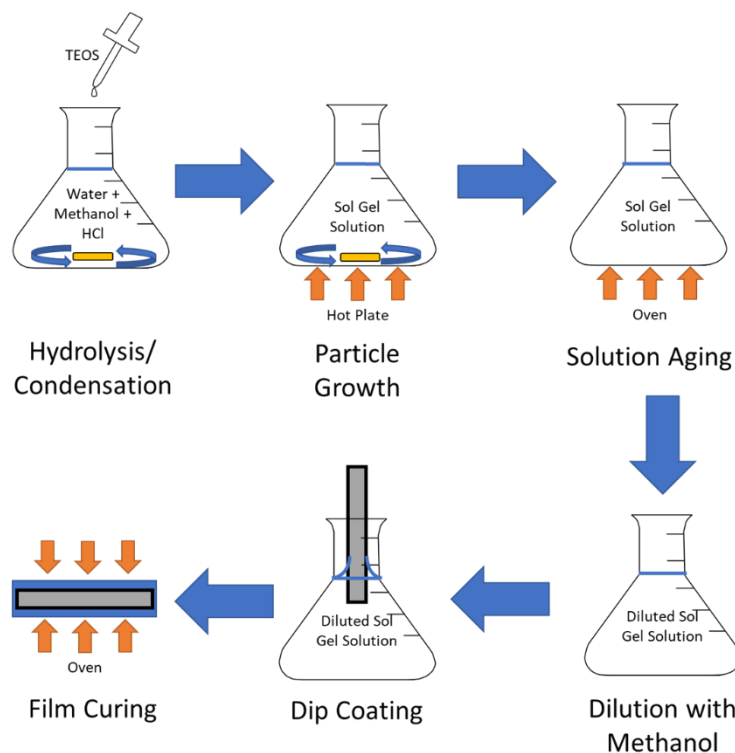 TEOS
Water +
Methanol +
HCl
Hydrolysis/
Condensation
Sol Gel
Solution
Hot Plate
Particle
Growth
Sol Gel
Solution
Oven
Solution Aging
Diluted Sol
Gel Solution
Dilution with
Methanol
Diluted Sol
Gel Solution
Dip Coating
Oven
Film Curing